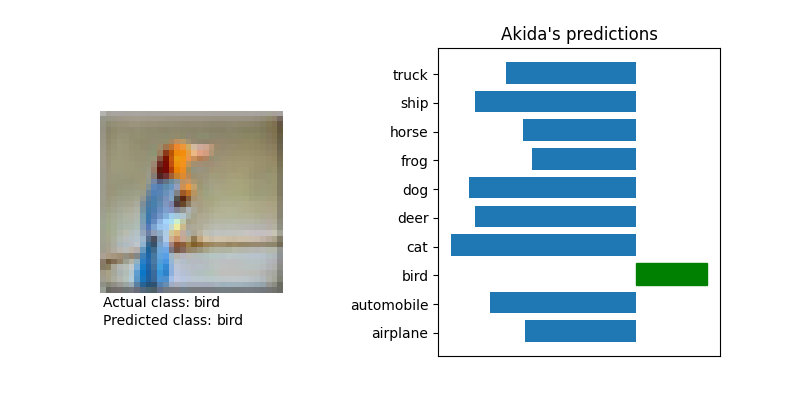 Akida's predictions
truck
ship
horse
frog
dog
deer
cat
bird
automobile
airplane
Actual class: bird
Predicted class: bird